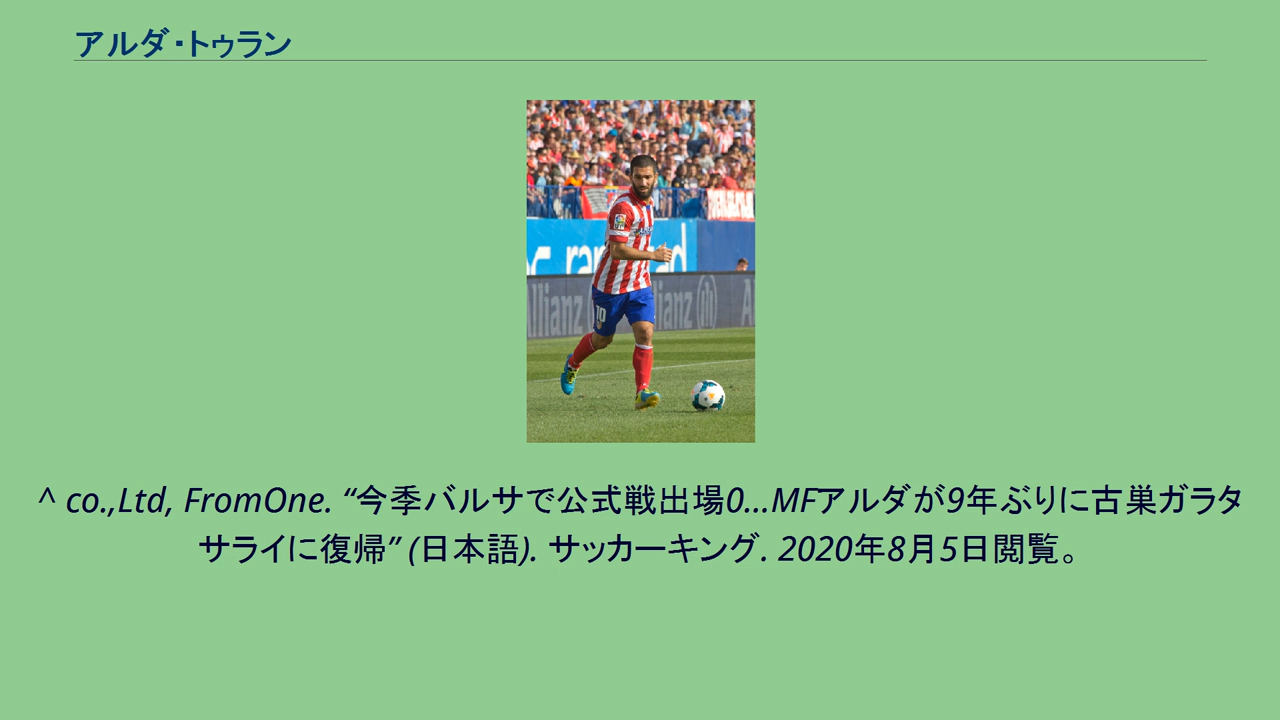 アルダ・トゥラン
Allianz
anz
10
^ co.,Ltd, FromOne. “今季バルサで公式戦出場0…MFアルダが9年ぶりに古巣ガラタ
サライに復帰” (日本語). サッカーキング. 2020年8月5日閲覧。